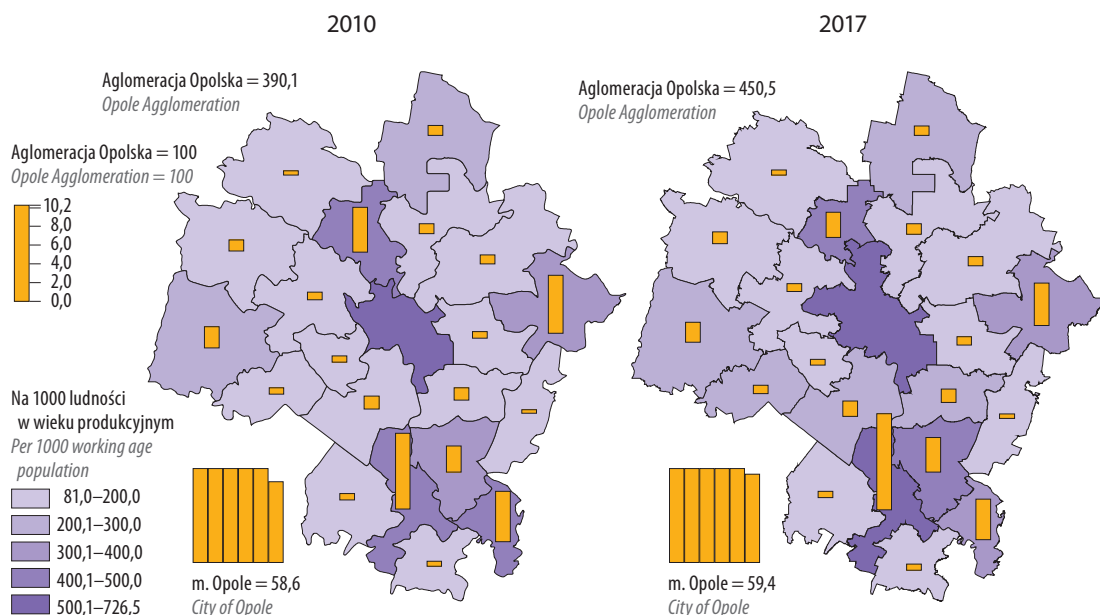 2010
2017
Aglomeracja Opolska = 390,1
Opole Agglomeration
Aglomeracja Opolska = 450,5
Opole Agglomeration
Aglomeracja Opolska = 100
Opole Agglomeration = 100
10,2
8,0
6,0
4,0
2,0
0,0
Na 1000 ludności
w wieku produkcyjnym
Per 1000 working age
population
81,0–200,0
200,1–300,0
300,1–400,0
400,1–500,0
500,1–726,5
m. Opole = 58,6
City of Opole
m. Opole = 59,4
City of Opole